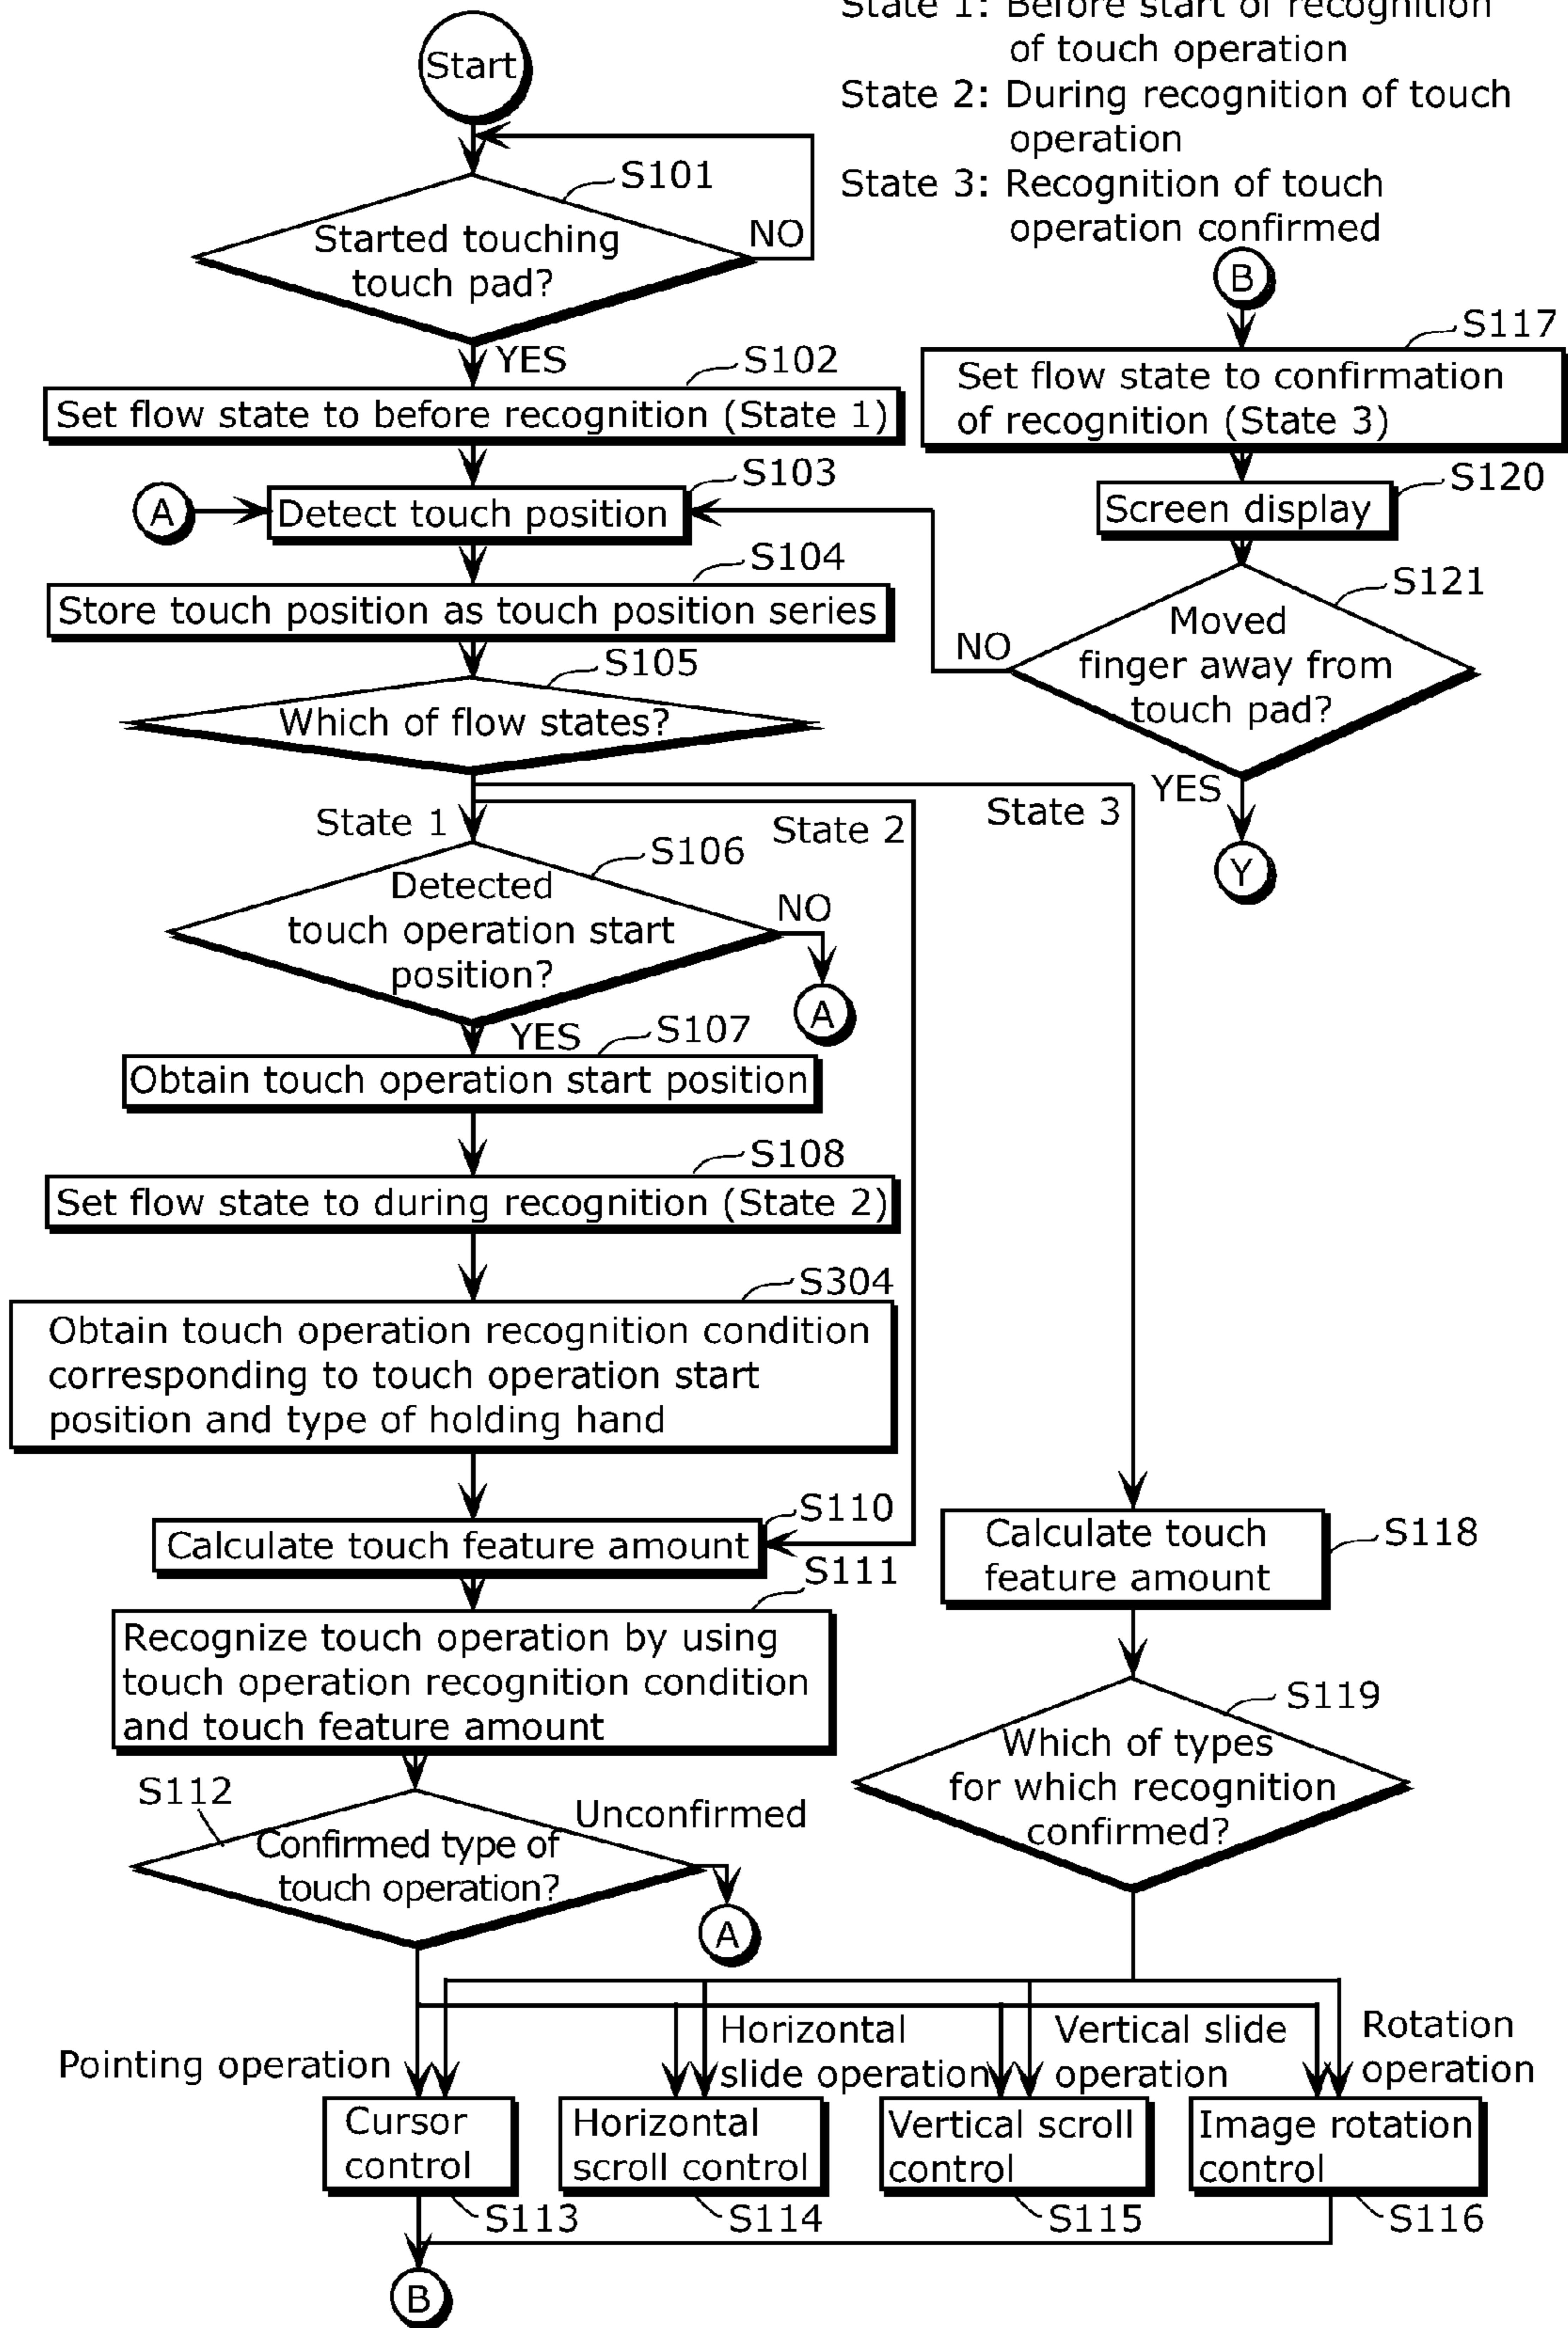 State 1: Before start of recognition
of touch operation
State 2: During recognition of touch
operation
State 3: Recognition of touch
operation confirmed
Start
S101
Started touching
touch pad?
NO
YES
S102
Set flow state to before recognition (State 1)
A
S103
Detect touch position
S104
Store touch position as touch position series
S105
Which of flow states?
State 1
State 2
State 3
S106
Detected
touch operation start
position?
NO
A
YES
S107
Obtain touch operation start position
S108
Set flow state to during recognition (State 2)
S304
Obtain touch operation recognition condition
corresponding to touch operation start
position and type of holding hand
S110
Calculate touch feature amount
S111
Recognize touch operation by using
touch operation recognition condition
and touch feature amount
S112
Confirmed type of
touch operation?
Unconfirmed
A
B
S117
Set flow state to confirmation
of recognition (State 3)
S120
Screen display
S121
Moved
finger away from
touch pad?
NO
YES
Y
S118
Calculate touch
feature amount
S119
Which of types
for which recognition
confirmed?
Pointing operation
Horizontal
slide operation
Vertical slide
operation
Rotation
operation
Cursor
control
Horizontal
scroll control
Vertical scroll
control
Image rotation
control
S113
S114
S115
S116
B